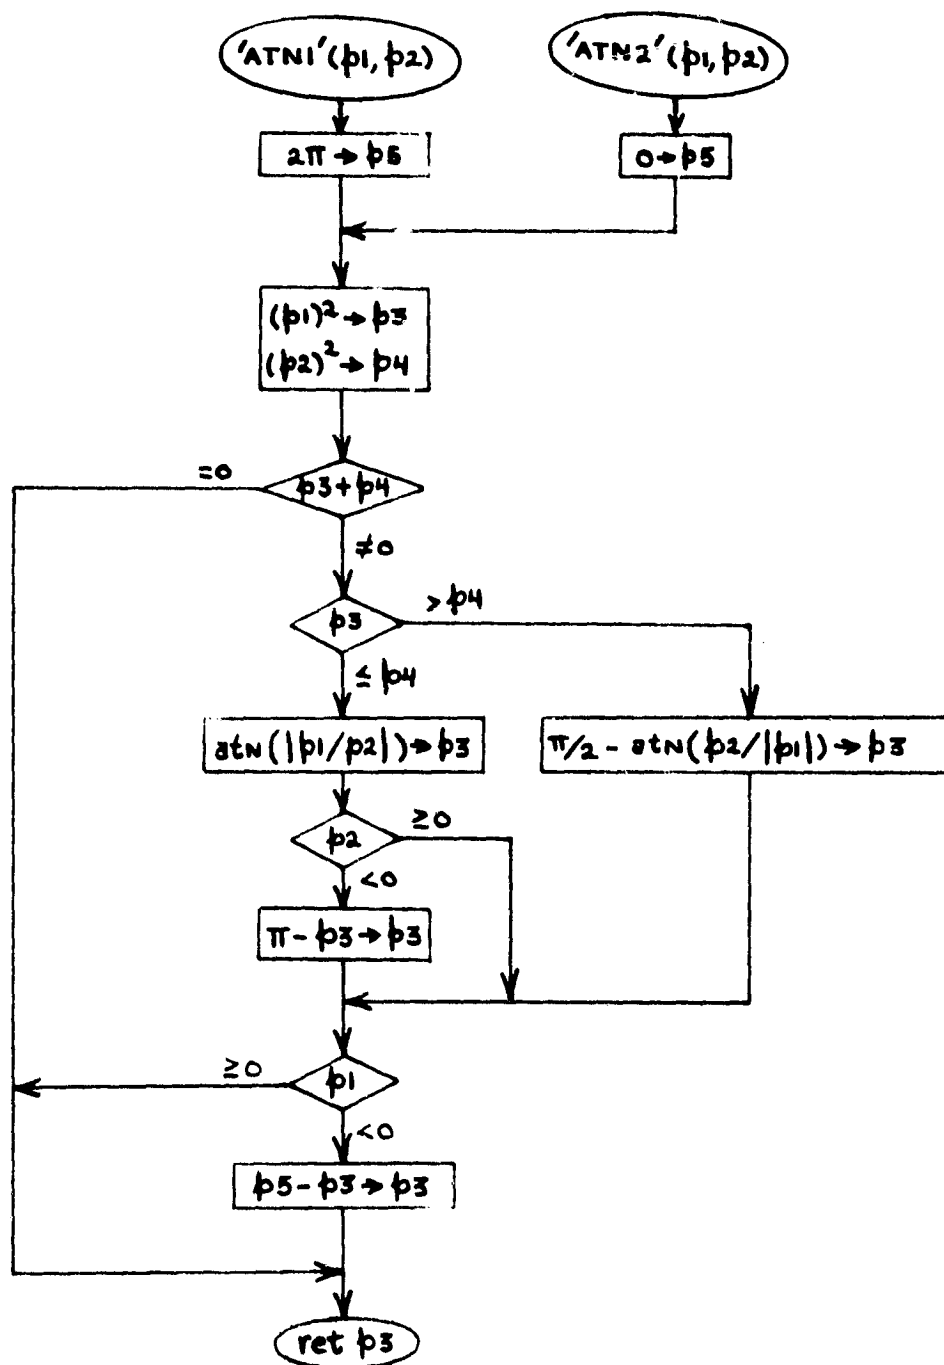 'ATN1'(p1, p2)
'ATN2'(p1, p2)
2π → p5
0 → p5
(p1)² → p3
(p2)² → p4
=0
p3+p4
≠0
p3
> p4
≤ p4
atN(|p1/p2|) → p3
π/2 - atN(p2/|p1|) → p3
p2
≥0
<0
π - p3 → p3
≥0
p1
<0
p5 - p3 → p3
ret p3